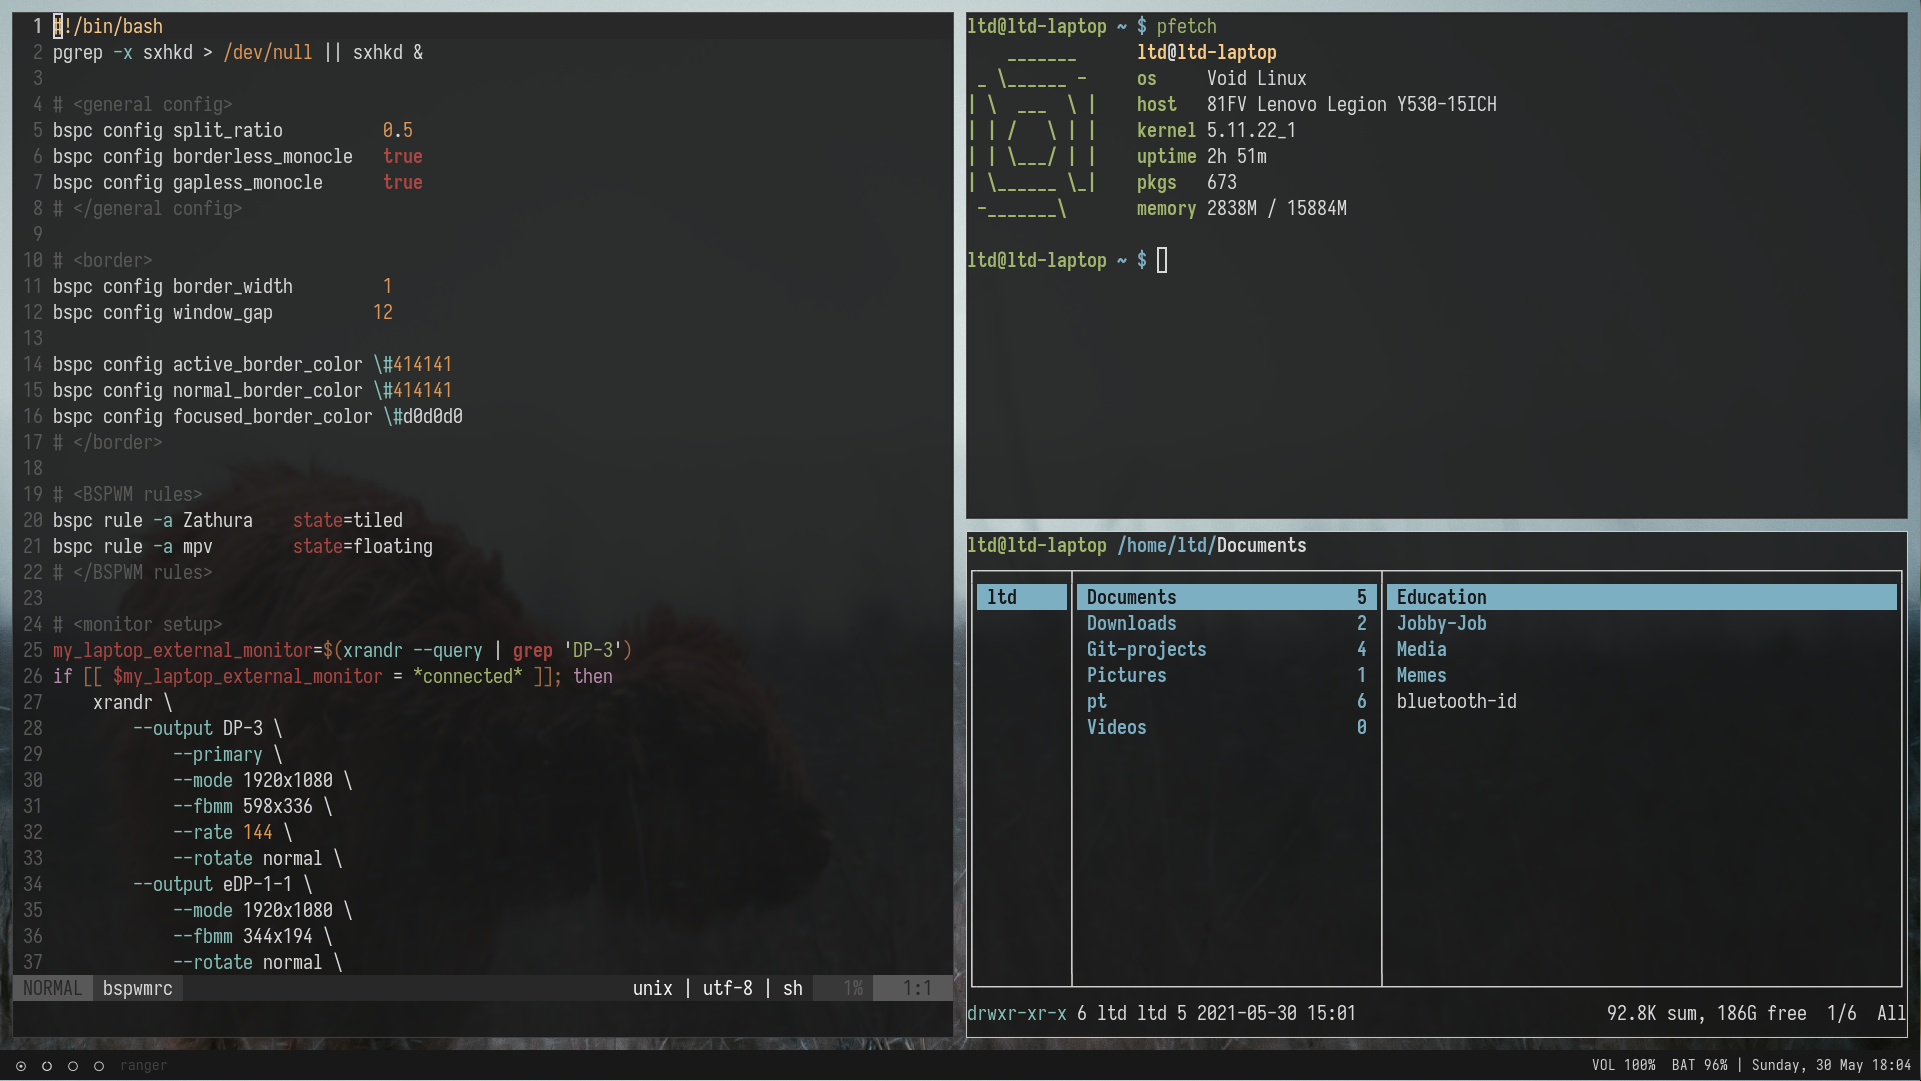 1 #!/bin/bash
2 pgrep -x sxhkd > /dev/null || sxhkd &
3
4 # <general config>
5 bspc config split_ratio          0.5
6 bspc config borderless_monocle   true
7 bspc config gapless_monocle      true
8 # </general config>
9
10 # <border>
11 bspc config border_width         1
12 bspc config window_gap          12
13
14 bspc config active_border_color \#414141
15 bspc config normal_border_color \#414141
16 bspc config focused_border_color \#d0d0d0
17 # </border>
18
19 # <BSPWM rules>
20 bspc rule -a Zathura    state=tiled
21 bspc rule -a mpv        state=floating
22 # </BSPWM rules>
23
24 # <monitor setup>
25 my_laptop_external_monitor=$(xrandr --query | grep 'DP-3')
26 if [[ $my_laptop_external_monitor = *connected* ]]; then
27     xrandr \
28         --output DP-3 \
29             --primary \
30             --mode 1920x1080 \
31             --fbmm 598x336 \
32             --rate 144 \
33             --rotate normal \
34         --output eDP-1-1 \
35             --mode 1920x1080 \
36             --fbmm 344x194 \
37             --rotate normal \
NORMAL bspwmrc unix | utf-8 | sh 1% 1:1
ltd@ltd-laptop ~ $ pfetch
ltd@ltd-laptop
os Void Linux
host 81FV Lenovo Legion Y530-15ICH
kernel 5.11.22_1
uptime 2h 51m
pkgs 673
memory 2838M / 15884M
ltd@ltd-laptop ~ $
ltd@ltd-laptop /home/ltd/Documents
ltd Documents 5 Education
Downloads 2 Jobby-Job
Git-projects 4 Media
Pictures 1 Memes
pt 6 bluetooth-id
Videos 0
drwxr-xr-x 6 ltd ltd 5 2021-05-30 15:01 92.8K sum, 186G free 1/6 All
ranger VOL 100% BAT 96% | Sunday, 30 May 18:04